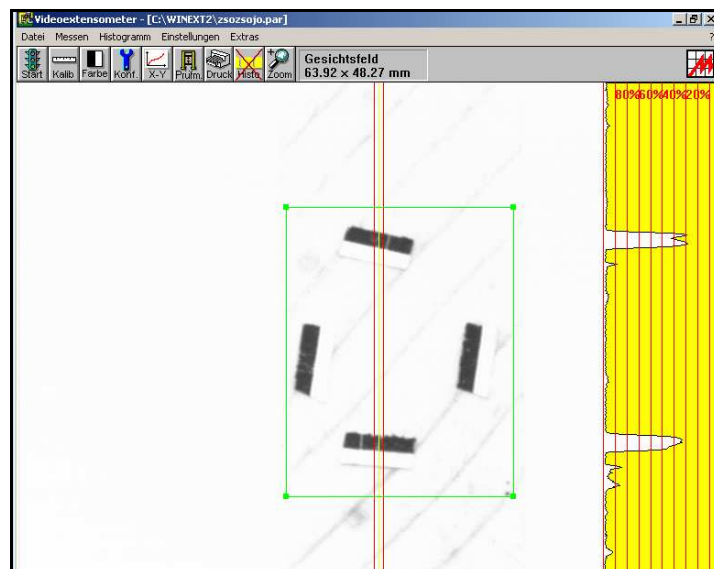 Videoextensometer - [C:\WINEXT2\zsozsojo.par]
Datei Messen Histogramm Einstellungen Extras ?
Start Kalib Farbe Konf. X-Y Prüfm. Druck Histo Zoom
Gesichtsfeld
63.92 x 48.27 mm
80%60%40%20%